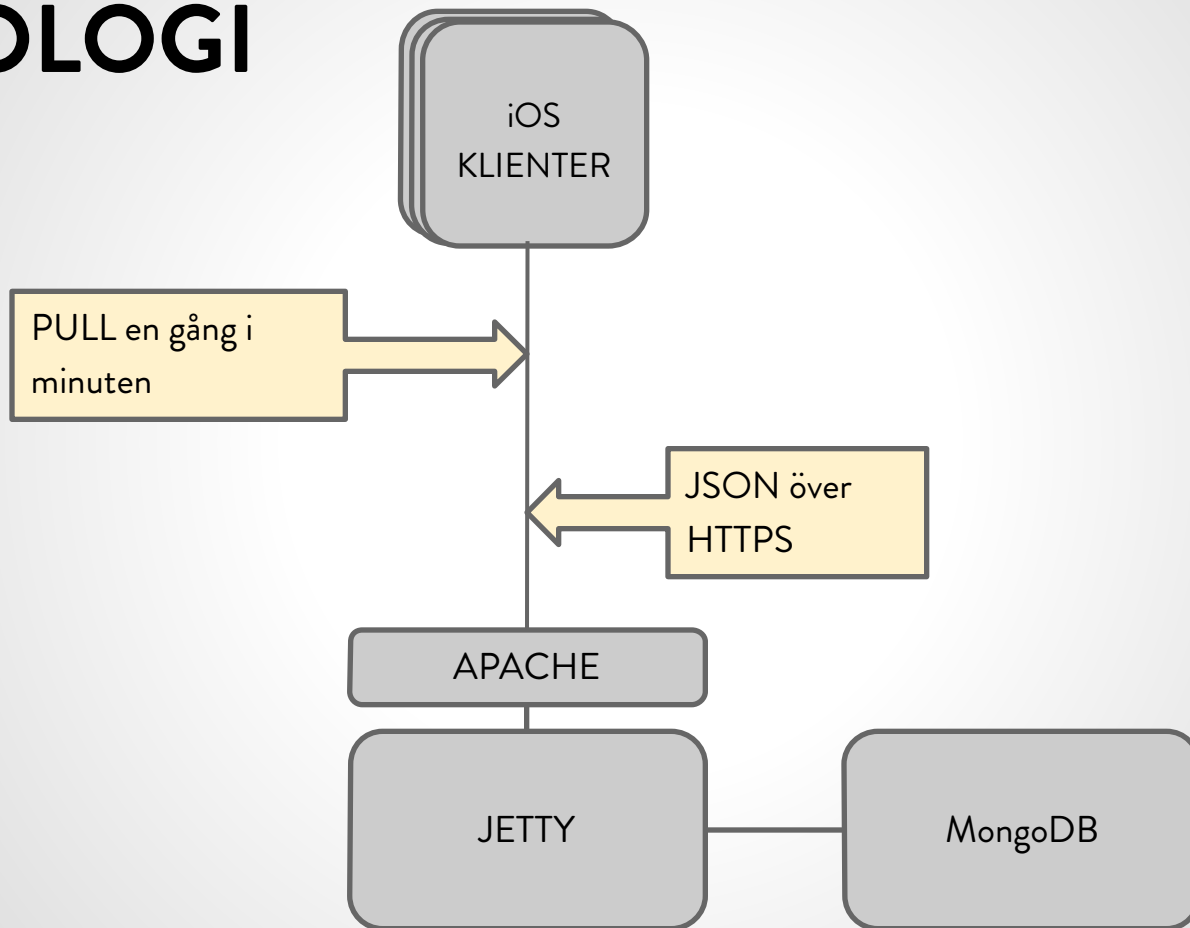 OLOGI
iOS
KLIENTER
PULL en gång i
minuten
JSON över
HTTPS
APACHE
JETTY
MongoDB